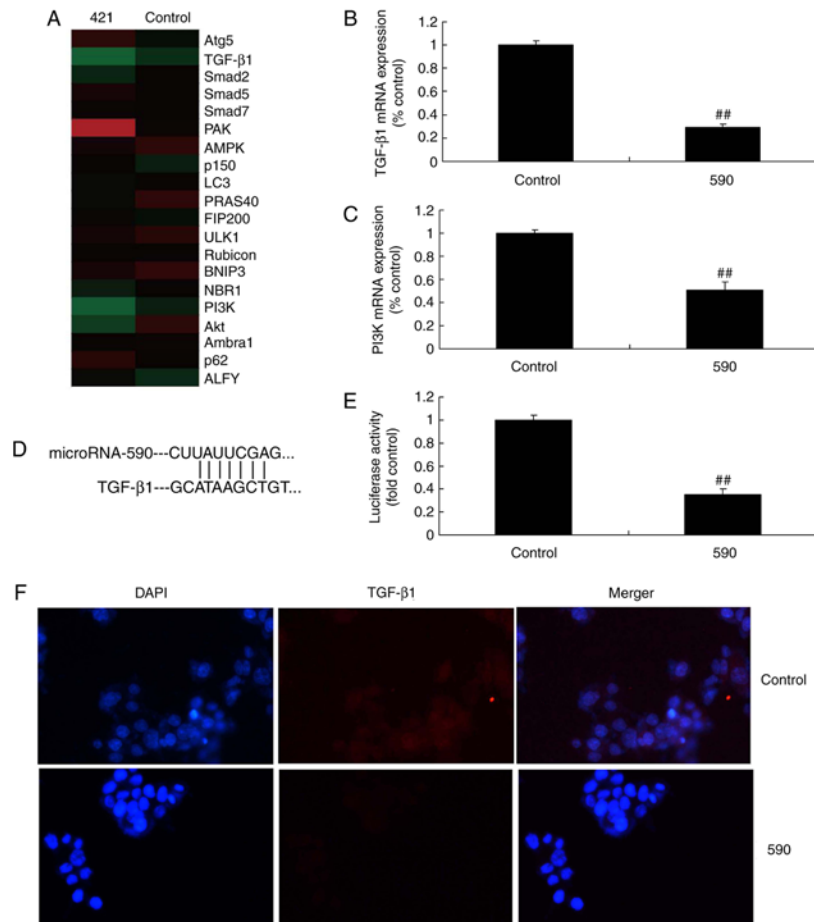 A
421 Control
Atg5
TGF-β1
Smad2
Smad5
Smad7
PAK
AMPK
p150
LC3
PRAS40
FIP200
ULK1
Rubicon
BNIP3
NBR1
PI3K
Akt
Ambra1
p62
ALFY
B
TGF-β1 mRNA expression
(% control)
1.2
1
0.8
0.6
0.4
0.2
0
##
Control 590
C
PI3K mRNA expression
(% control)
1.2
1
0.8
0.6
0.4
0.2
0
##
Control 590
D
microRNA-590---CUUAUUCGAG...
TGF-β1---GCATAAGCTGT...
E
Luciferase activity
(fold control)
1.2
1
0.8
0.6
0.4
0.2
0
##
Control 590
F
DAPI TGF-β1 Merger
Control
590